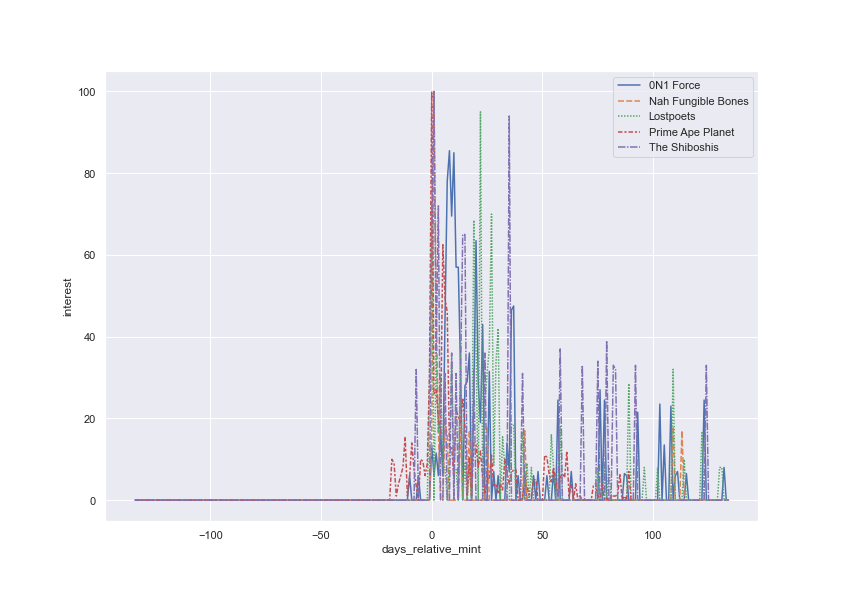 100
80
60
40
20
0
interest
−100
−50
0
50
100
days_relative_mint
0N1 Force
Nah Fungible Bones
Lostpoets
Prime Ape Planet
The Shiboshis